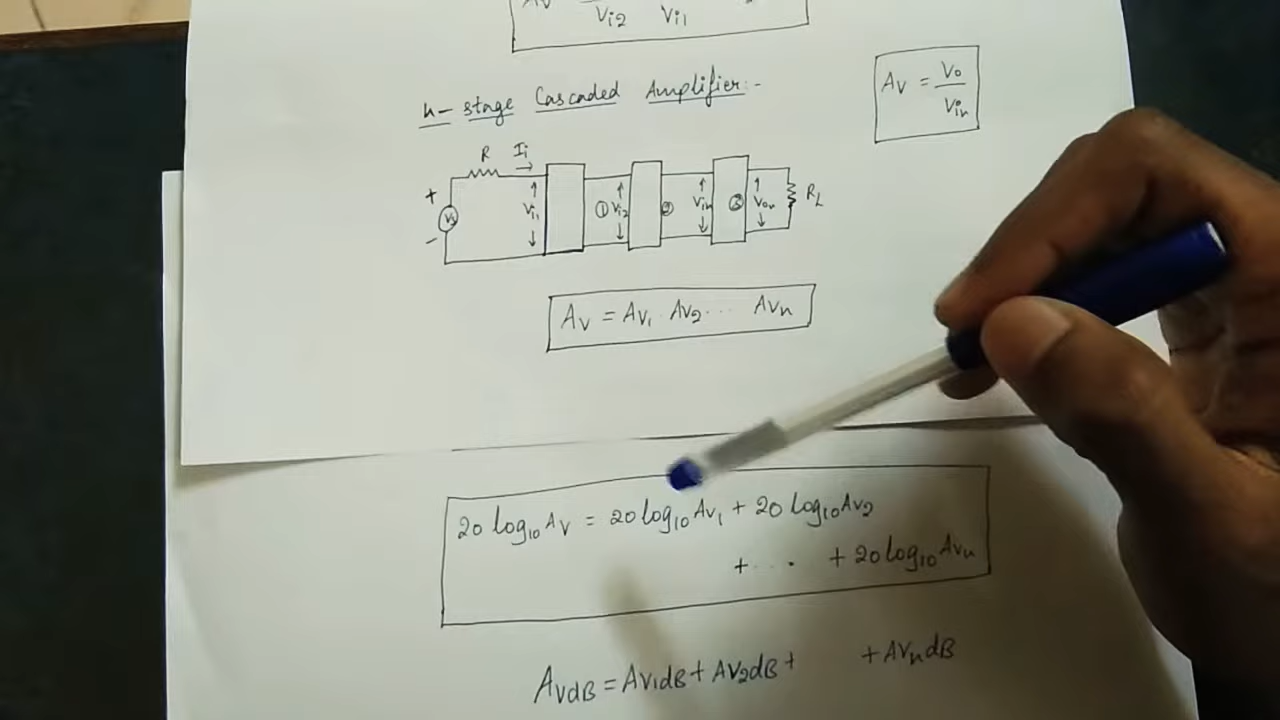 Vi2 Vi1
n- stage Cascaded Amplifier:-
Av = Vo / Vin
R Ii
+ Vs -
Vi1 ① Vi2 ② Vin ③ Von RL
Av = Av1 . Av2 ... Avn
20 log10 Av = 20 log10 Av1 + 20 log10 Av2
+ ... + 20 log10 Avn
AvdB = Av1dB + Av2dB + + AvndB